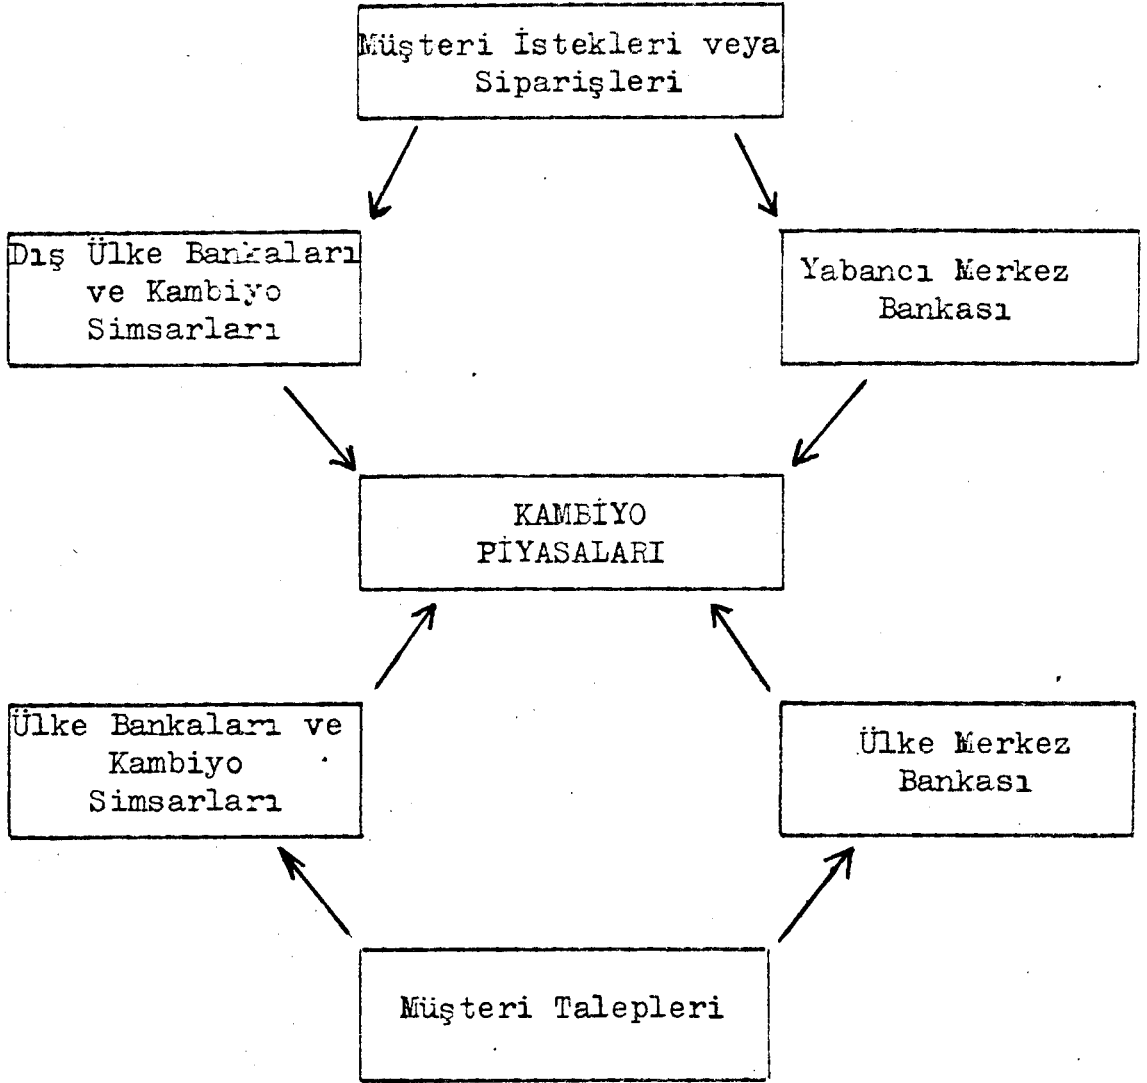 Müşteri İstekleri veya
Siparişleri
Dış Ülke Bankaları
ve Kambiyo
Simsarları
Yabancı Merkez
Bankası
KAMBİYO
PİYASALARI
Ülke Bankaları ve
Kambiyo
Simsarları
Ülke Merkez
Bankası
Müşteri Talepleri